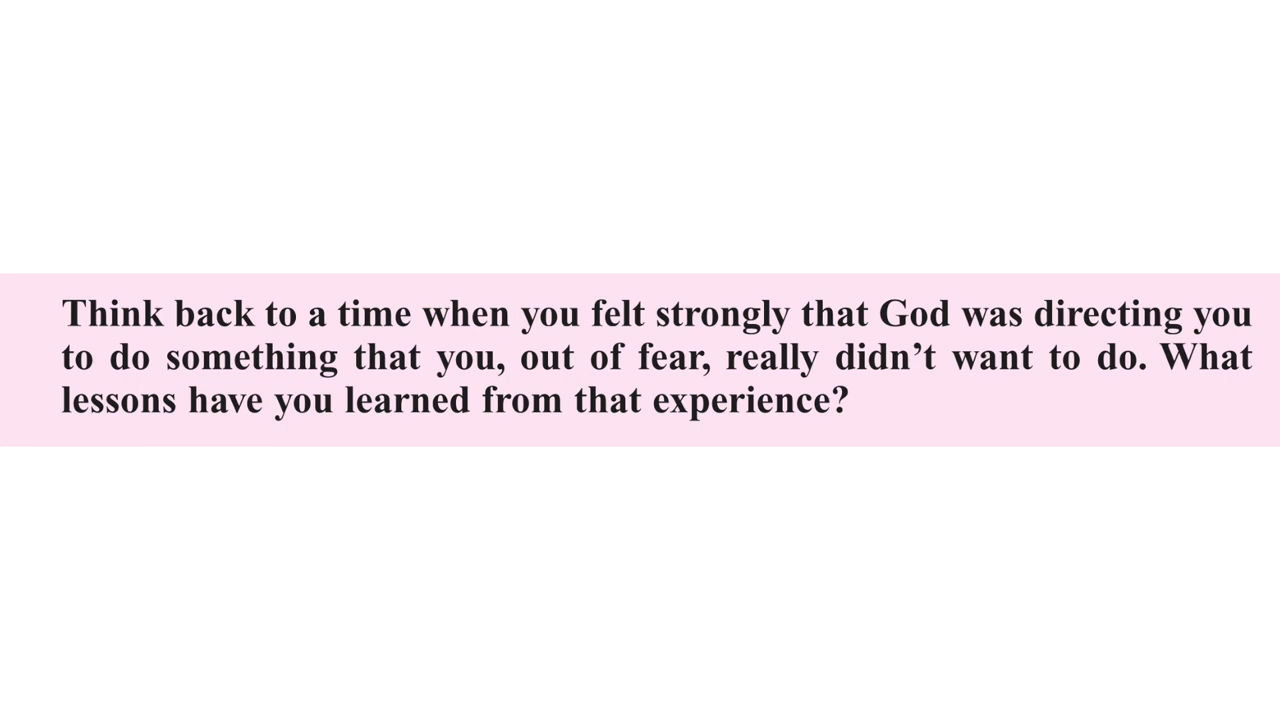 Think back to a time when you felt strongly that God was directing you
to do something that you, out of fear, really didn’t want to do. What
lessons have you learned from that experience?